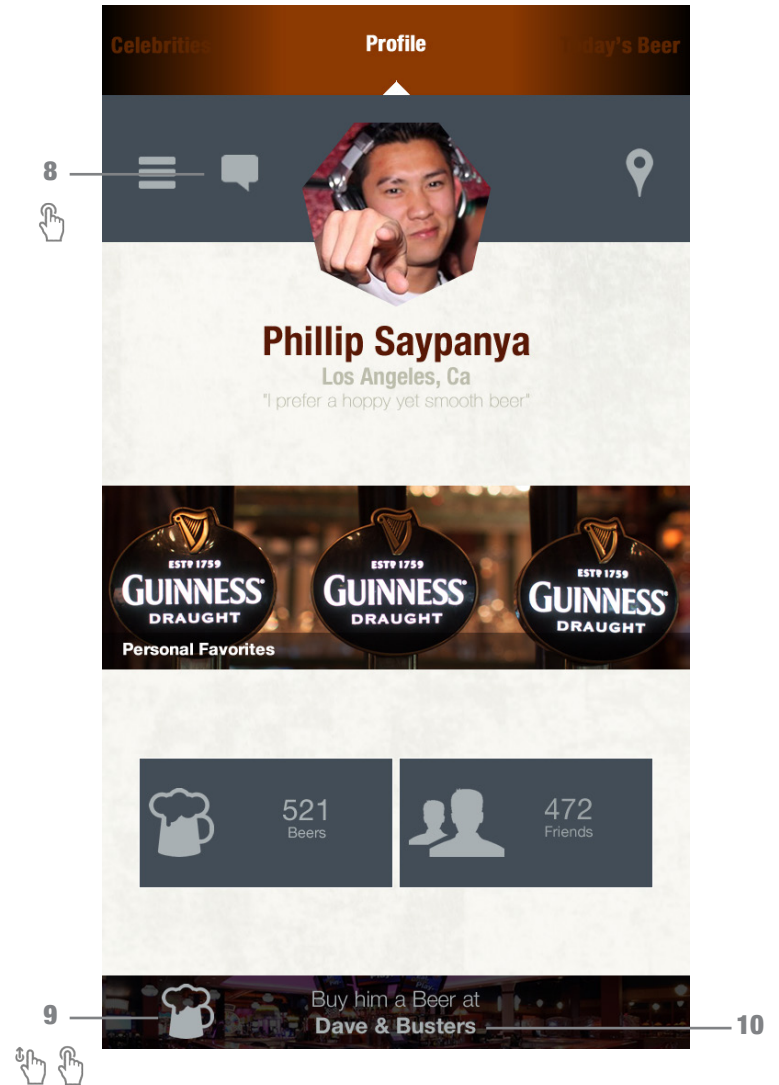 Celebrities
Profile
Today's Beer
8
Phillip Saypanya
Los Angeles, Ca
"I prefer a hoppy yet smooth beer"
ESTD 1759
GUINNESS
DRAUGHT
ESTD 1759
GUINNESS
DRAUGHT
ESTD 1759
GUINNESS
DRAUGHT
Personal Favorites
521
Beers
472
Friends
9
Buy him a Beer at
Dave & Busters
10